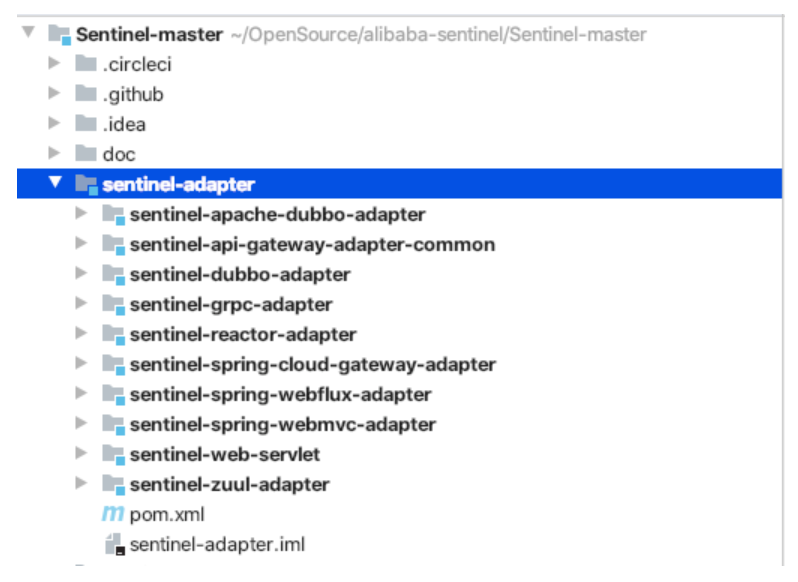 Sentinel-master ~/OpenSource/alibaba-sentinel/Sentinel-master
.circleci
.github
.idea
doc
sentinel-adapter
sentinel-apache-dubbo-adapter
sentinel-api-gateway-adapter-common
sentinel-dubbo-adapter
sentinel-grpc-adapter
sentinel-reactor-adapter
sentinel-spring-cloud-gateway-adapter
sentinel-spring-webflux-adapter
sentinel-spring-webmvc-adapter
sentinel-web-servlet
sentinel-zuul-adapter
m pom.xml
sentinel-adapter.iml